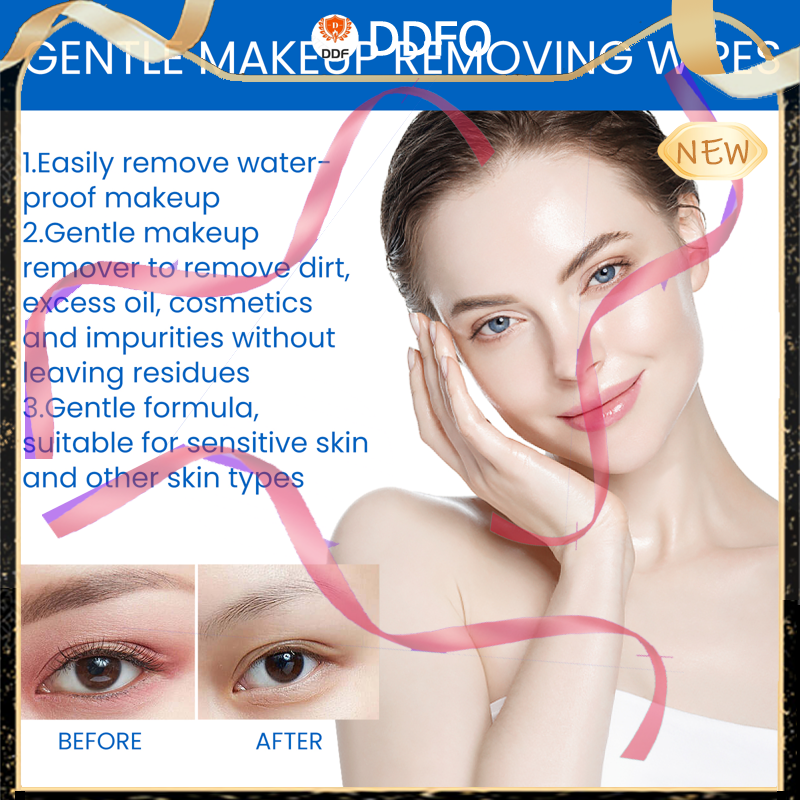 DDFO
DDF
GENTLE MAKEUP REMOVING WIPES
NEW
1.Easily remove water-
proof makeup
2.Gentle makeup
remover to remove dirt,
excess oil, cosmetics
and impurities without
leaving residues
3.Gentle formula,
suitable for sensitive skin
and other skin types
BEFORE
AFTER